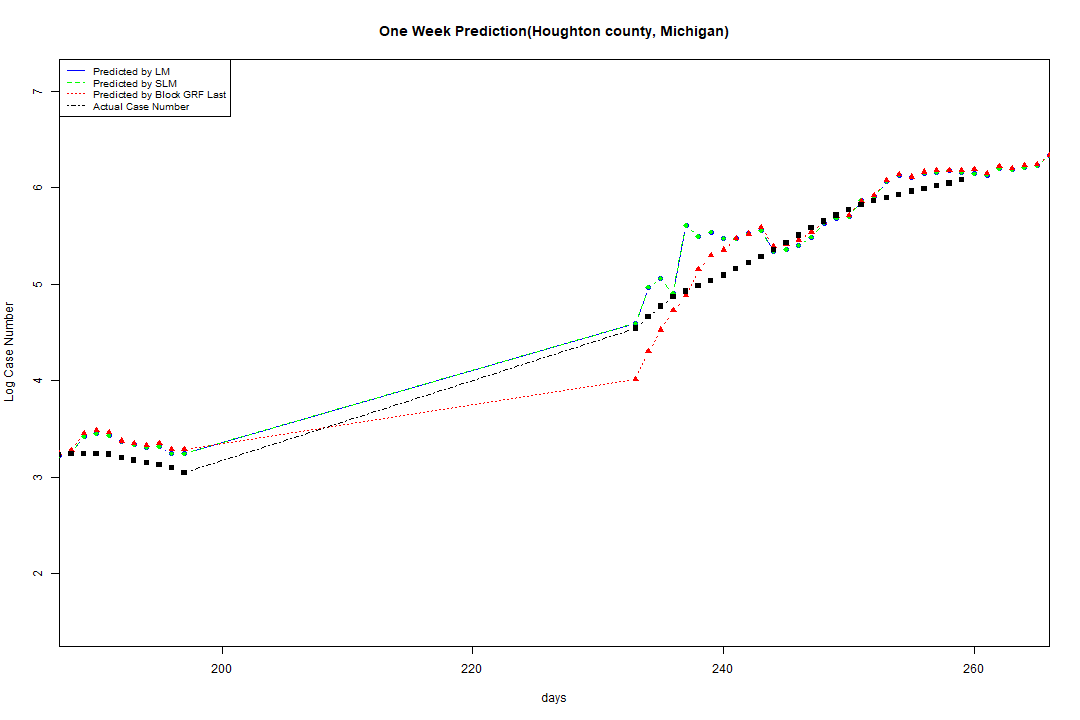 One Week Prediction(Houghton county, Michigan)
Predicted by LM
Predicted by SLM
Predicted by Block GRF Last
Actual Case Number
7
6
5
4
3
2
Log Case Number
200 220 240 260
days